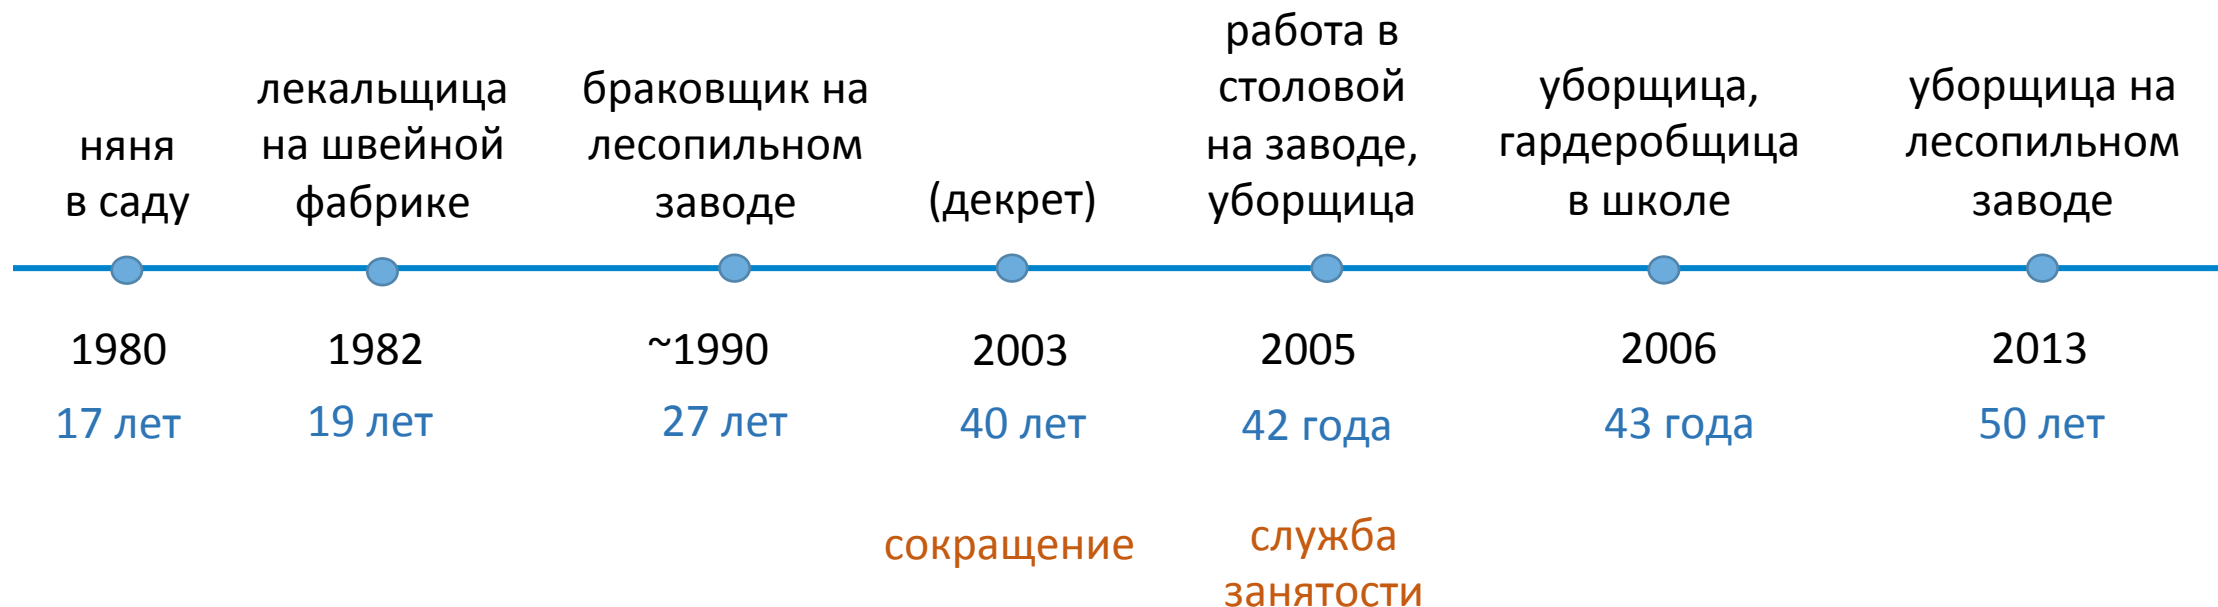 няня
в саду
лекальщица
на швейной
фабрике
браковщик на
лесопильном
заводе
(декрет)
работа в
столовой
на заводе,
уборщица
уборщица,
гардеробщица
в школе
уборщица на
лесопильном
заводе
1980
1982
~1990
2003
2005
2006
2013
17 лет
19 лет
27 лет
40 лет
42 года
43 года
50 лет
сокращение
служба
занятости